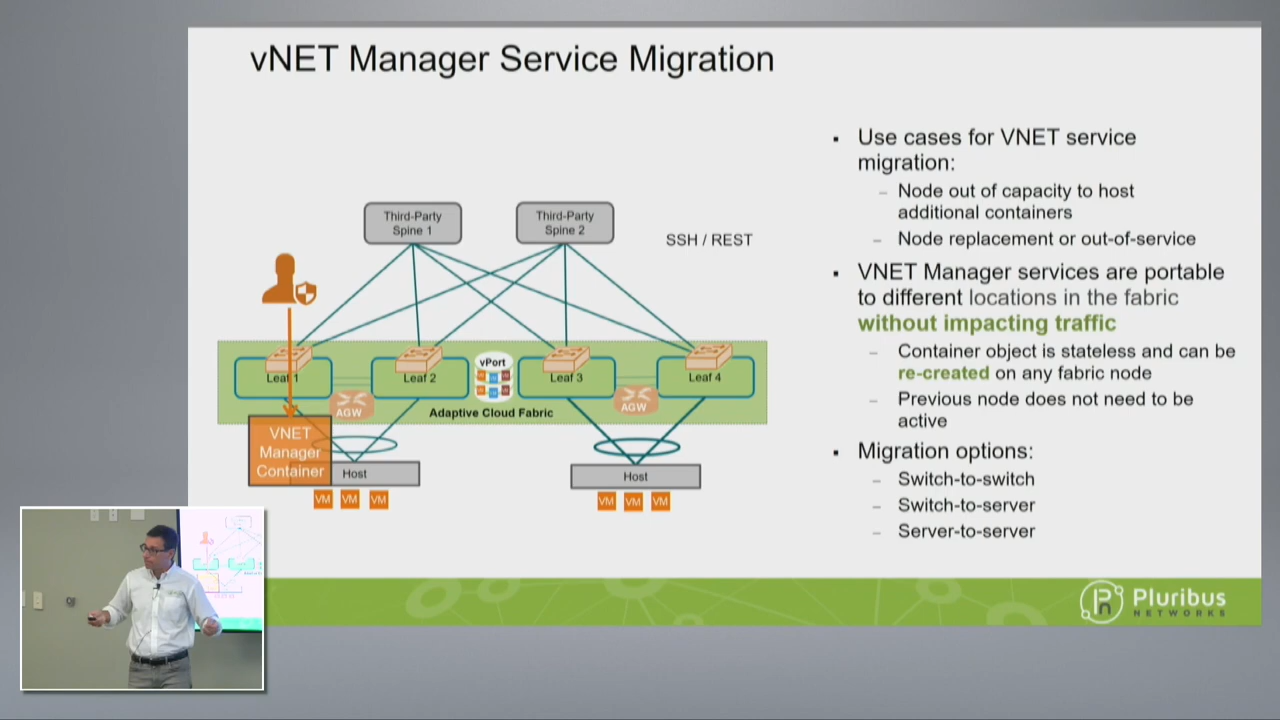 vNET Manager Service Migration
Third-Party
Spine 1
Third-Party
Spine 2
SSH / REST
Leaf 1
Leaf 2
vPort
Leaf 3
Leaf 4
AGW
Adaptive Cloud Fabric
AGW
VNET
Manager
Container
Host
Host
VM VM VM
VM VM VM
▪ Use cases for VNET service
migration:
– Node out of capacity to host
additional containers
– Node replacement or out-of-service
▪ VNET Manager services are portable
to different locations in the fabric
without impacting traffic
– Container object is stateless and can be
re-created on any fabric node
– Previous node does not need to be
active
▪ Migration options:
– Switch-to-switch
– Switch-to-server
– Server-to-server
Pluribus
NETWORKS